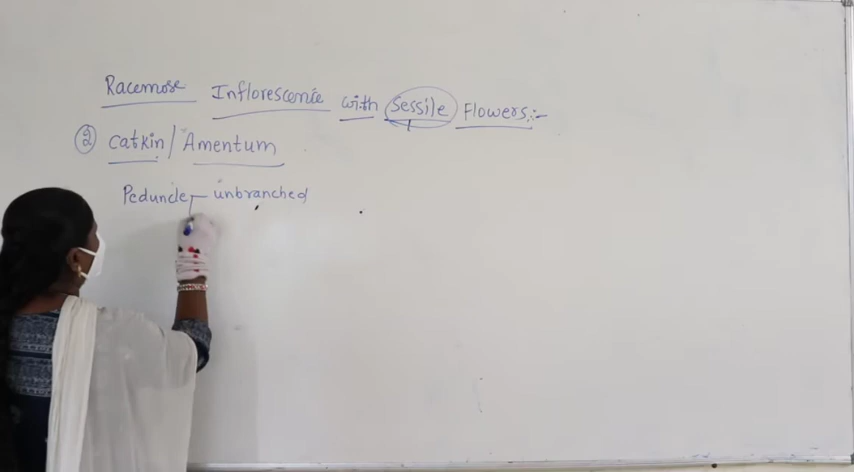 Racemose Inflorescence with Sessile Flowers:-
② Catkin/Amentum
Peduncle - unbranched